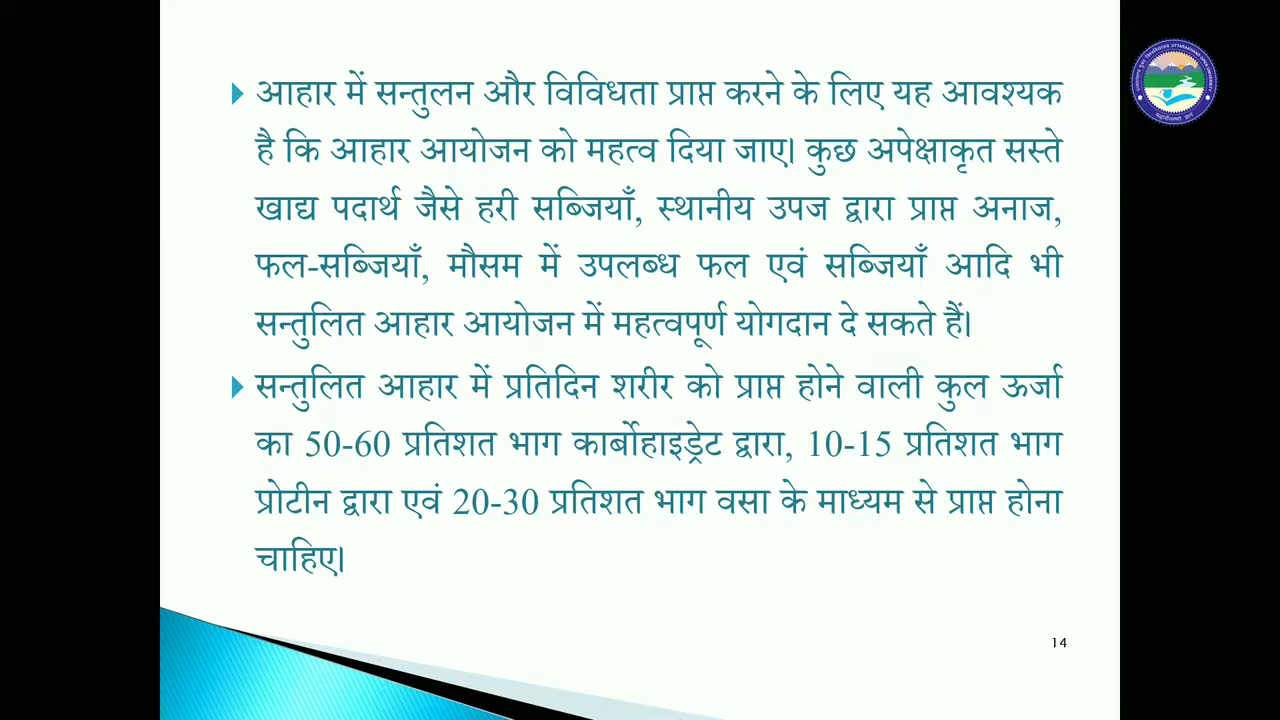 आहार में सन्तुलन और विविधता प्राप्त करने के लिए यह आवश्यक
है कि आहार आयोजन को महत्व दिया जाए। कुछ अपेक्षाकृत सस्ते
खाद्य पदार्थ जैसे हरी सब्जियाँ, स्थानीय उपज द्वारा प्राप्त अनाज,
फल-सब्जियाँ, मौसम में उपलब्ध फल एवं सब्जियाँ आदि भी
सन्तुलित आहार आयोजन में महत्वपूर्ण योगदान दे सकते हैं।
सन्तुलित आहार में प्रतिदिन शरीर को प्राप्त होने वाली कुल ऊर्जा
का 50-60 प्रतिशत भाग कार्बोहाइड्रेट द्वारा, 10-15 प्रतिशत भाग
प्रोटीन द्वारा एवं 20-30 प्रतिशत भाग वसा के माध्यम से प्राप्त होना
चाहिए।
14